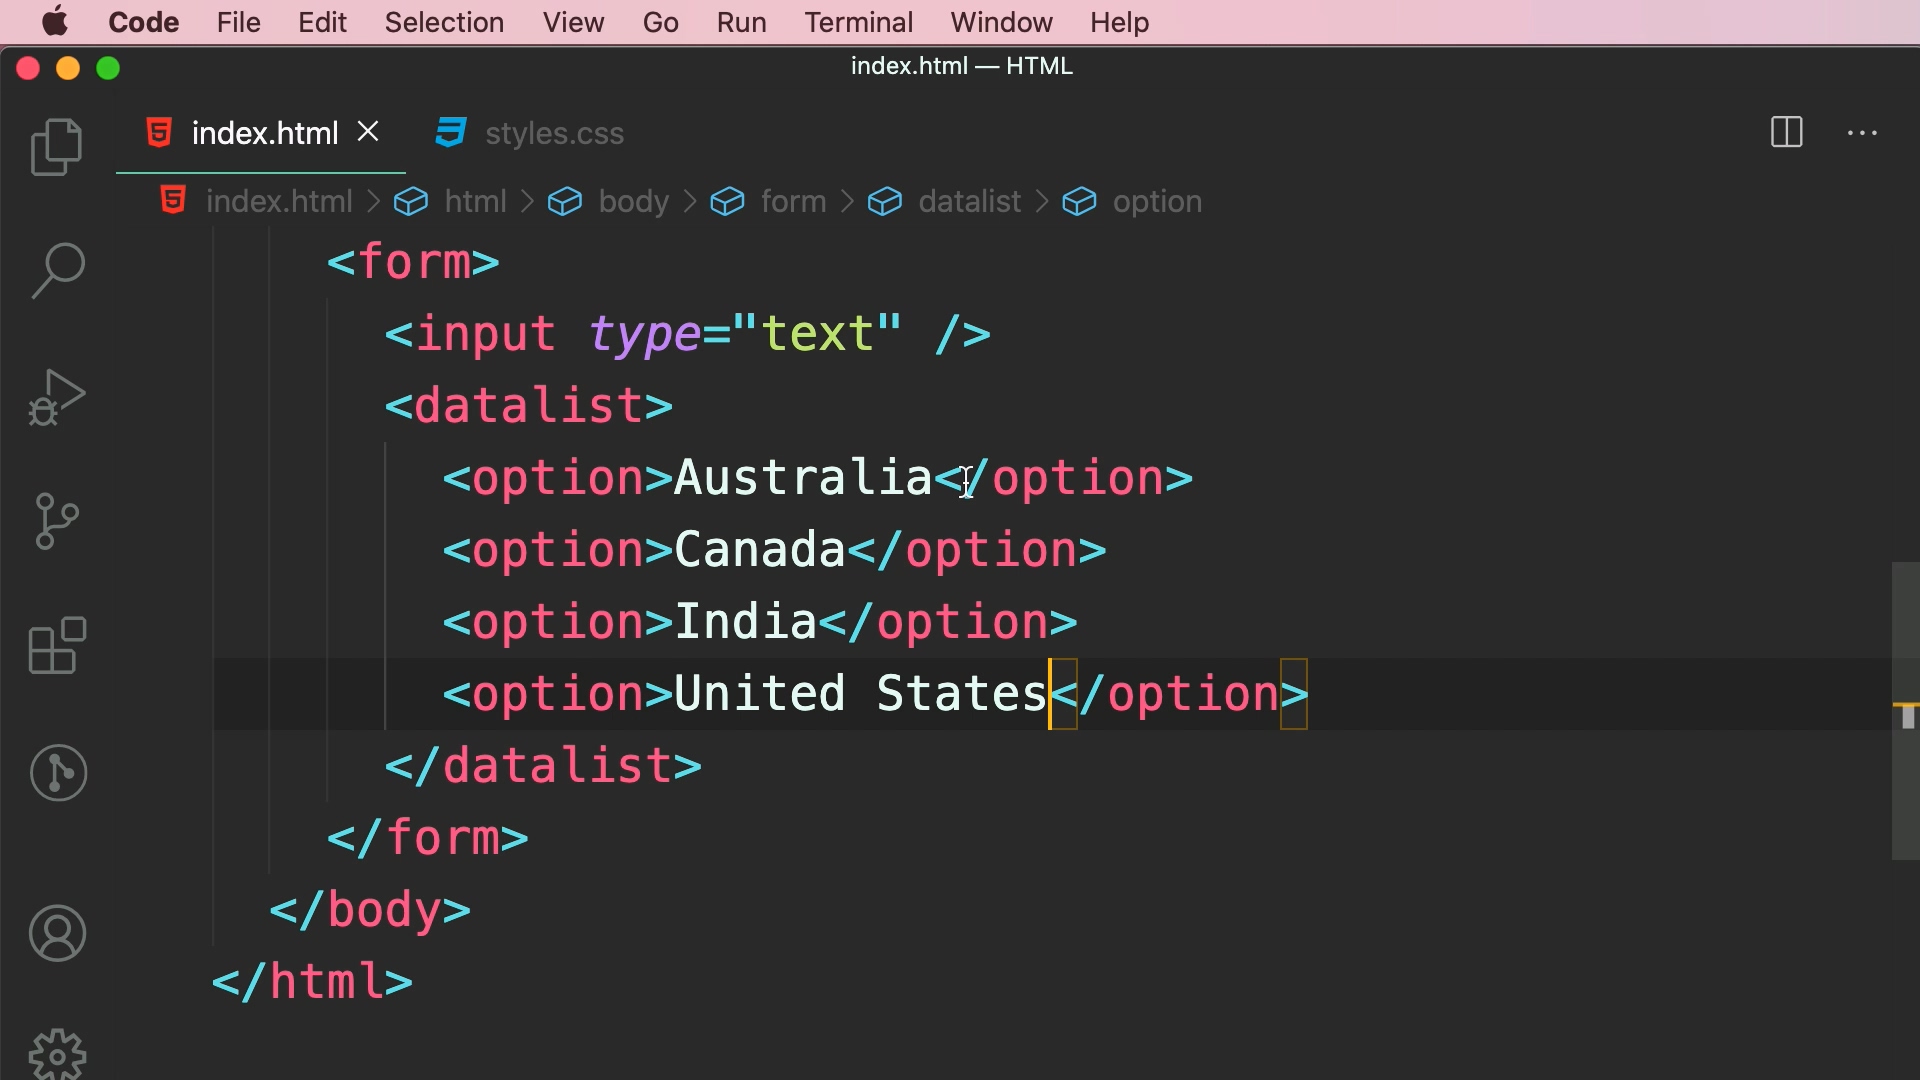 Code File Edit Selection View Go Run Terminal Window Help
index.html — HTML
index.html styles.css
index.html > html > body > form > datalist > option
<form>
<input type="text" />
<datalist>
<option>Australia</option>
<option>Canada</option>
<option>India</option>
<option>United States</option>
</datalist>
</form>
</body>
</html>